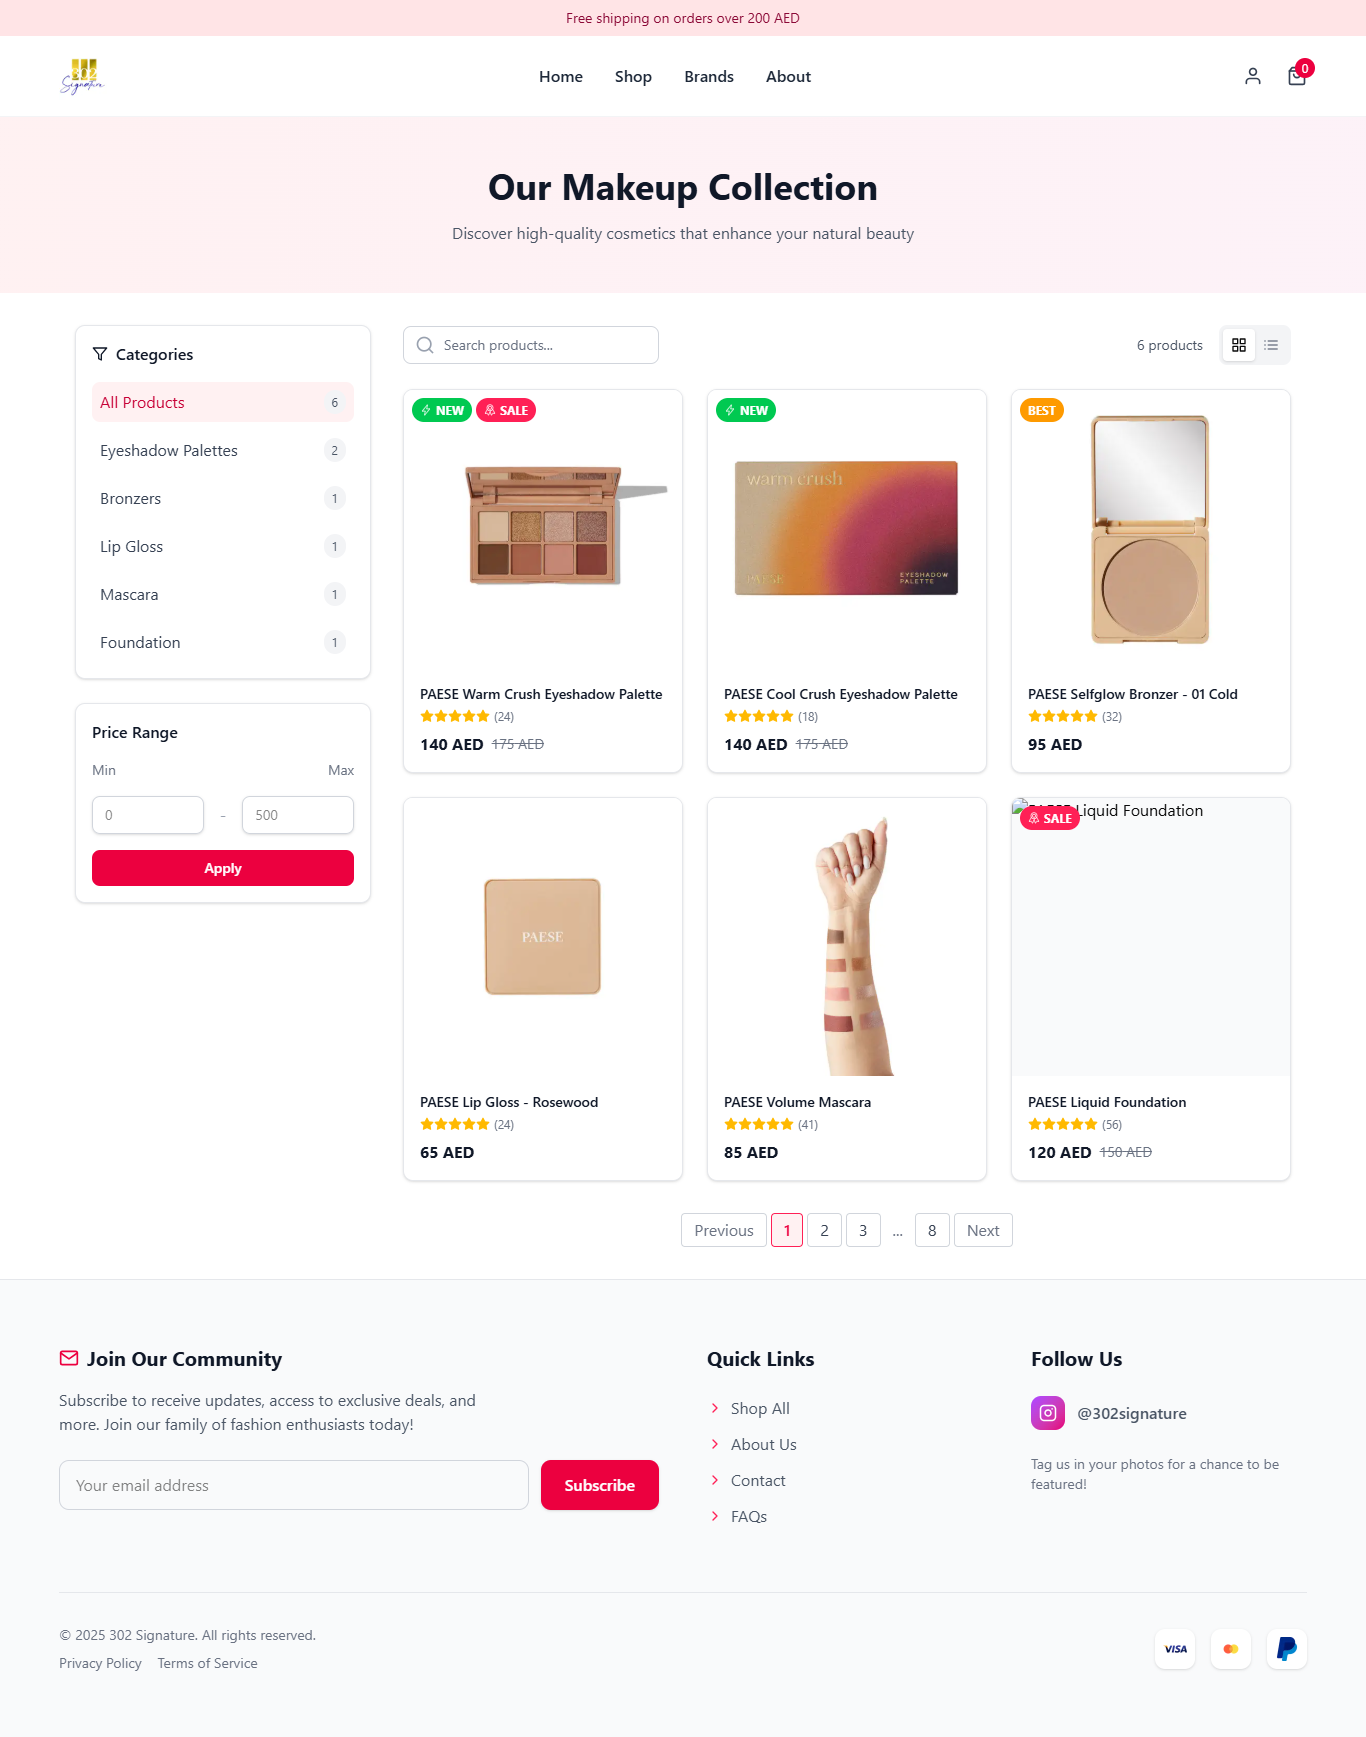 Free shipping on orders over 200 AED
302
Signature
Home
Shop
Brands
About
0
Our Makeup Collection
Discover high-quality cosmetics that enhance your natural beauty
Categories
All Products 6
Eyeshadow Palettes 2
Bronzers 1
Lip Gloss 1
Mascara 1
Foundation 1
Price Range
Min Max
0 - 500
Apply
Search products...
6 products
NEW SALE
PAESE Warm Crush Eyeshadow Palette
(24)
140 AED 175 AED
NEW
warm crush
PAESE
EYESHADOW
PALETTE
PAESE Cool Crush Eyeshadow Palette
(18)
140 AED 175 AED
BEST
PAESE Selfglow Bronzer - 01 Cold
(32)
95 AED
PAESE
PAESE Lip Gloss - Rosewood
(24)
65 AED
PAESE Volume Mascara
(41)
85 AED
PAESE Liquid Foundation
SALE
PAESE Liquid Foundation
(56)
120 AED 150 AED
Previous 1 2 3 ... 8 Next
Join Our Community
Subscribe to receive updates, access to exclusive deals, and
more. Join our family of fashion enthusiasts today!
Your email address
Subscribe
Quick Links
Shop All
About Us
Contact
FAQs
Follow Us
@302signature
Tag us in your photos for a chance to be
featured!
© 2025 302 Signature. All rights reserved.
Privacy Policy Terms of Service
VISA